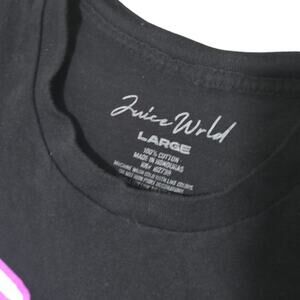 Juice Wrld
LARGE
100% COTTON
MADE IN HONDURAS
MACHINE WASH COLD WITH LIKE COLORS